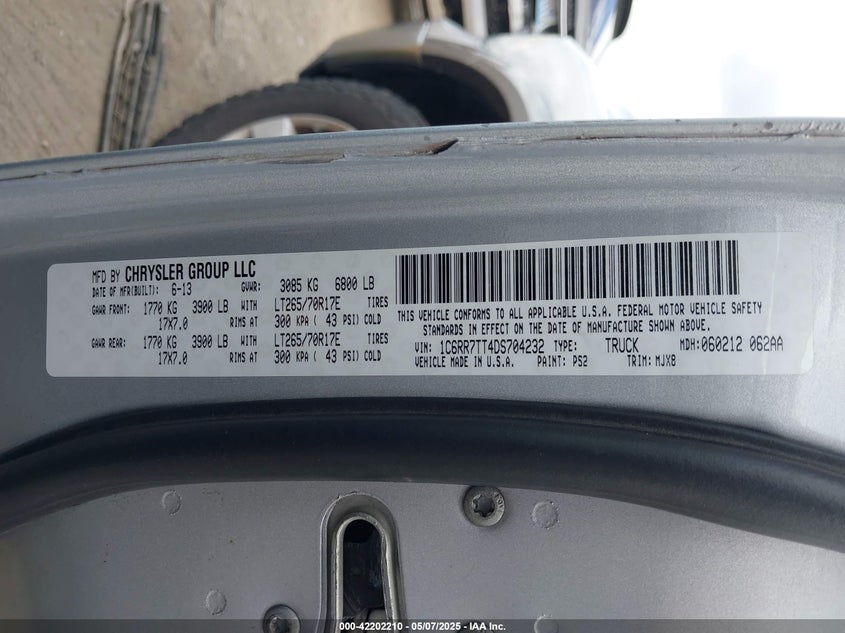 MFD BY CHRYSLER GROUP LLC
DATE OF MFR(BUILT): 6-13 GVWR: 3085 KG 6800 LB
GAWR FRONT: 1770 KG 3900 LB WITH LT265/70R17E TIRES
17X7.0 RIMS AT 300 KPA ( 43 PSI) COLD
GAWR REAR: 1770 KG 3900 LB WITH LT265/70R17E TIRES
17X7.0 RIMS AT 300 KPA ( 43 PSI) COLD
THIS VEHICLE CONFORMS TO ALL APPLICABLE U.S.A. FEDERAL MOTOR VEHICLE SAFETY
STANDARDS IN EFFECT ON THE DATE OF MANUFACTURE SHOWN ABOVE.
VIN: 1C6RR7TT4DS704232 TYPE: TRUCK MDH: 060212 062AA
VEHICLE MADE IN U.S.A. PAINT: PS2 TRIM: MJXB
000-42202210 - 05/07/2025 - IAA Inc.